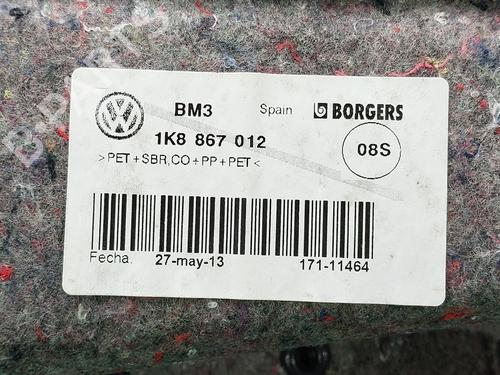 BM3 Spain BORGERS
1K8 867 012
>PET+SBR,CO+PP+PET<
08S
Fecha. 27-may-13 171-11464